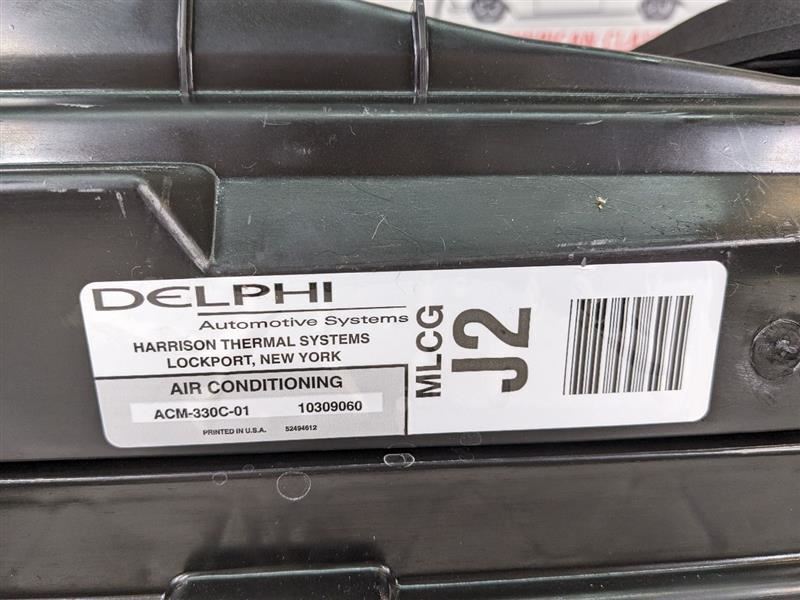 DELPHI
Automotive Systems
HARRISON THERMAL SYSTEMS
LOCKPORT, NEW YORK
AIR CONDITIONING
ACM-330C-01 10309060
PRINTED IN U.S.A. 52494612
MLCG
J2